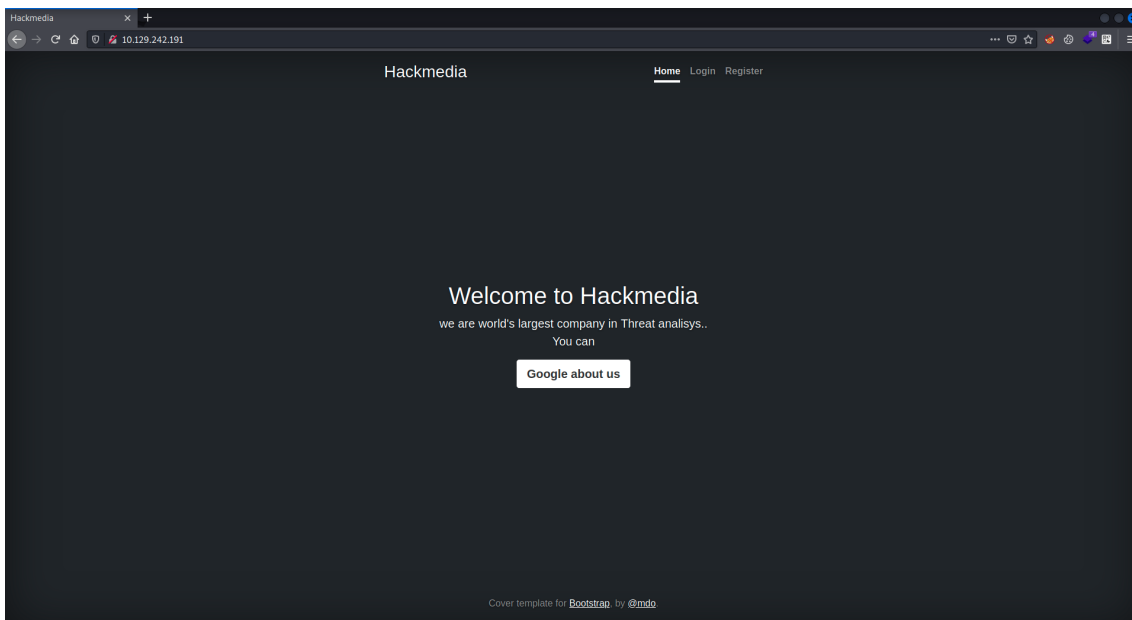 Hackmedia
10.129.242.191
4
Hackmedia Home Login Register
Welcome to Hackmedia
we are world's largest company in Threat analisys..
You can
Google about us
Cover template for Bootstrap, by @mdo.